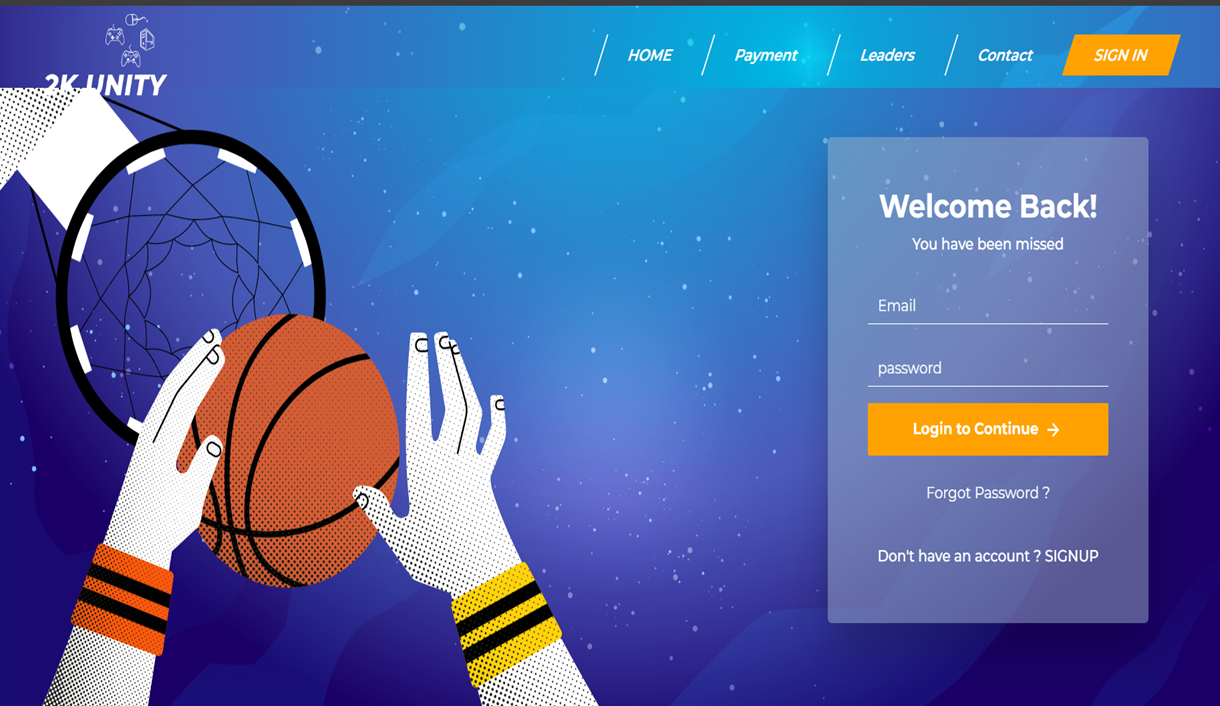 2K UNITY
HOME
Payment
Leaders
Contact
SIGN IN
Welcome Back!
You have been missed
Email
password
Login to Continue →
Forgot Password ?
Don't have an account ? SIGNUP